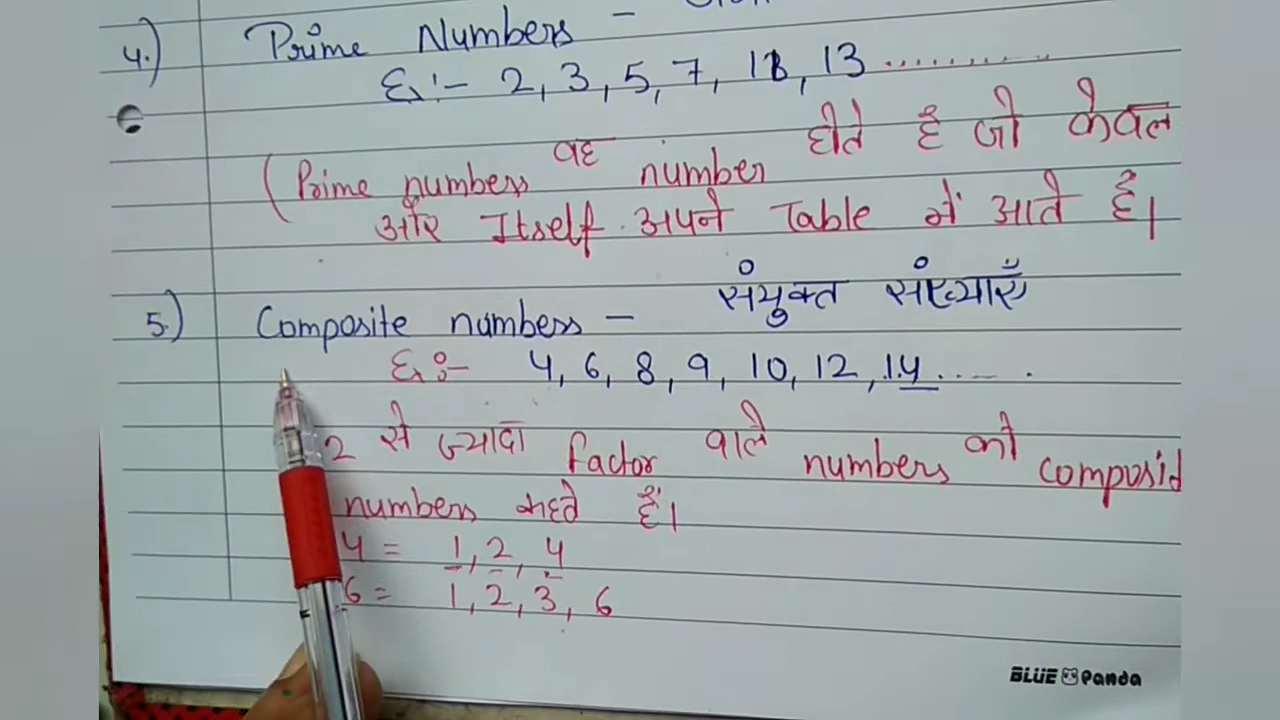 4.) Prime Numbers -
Ex:- 2, 3, 5, 7, 11, 13 ............
(Prime numbers वह number होते है जो केवल
और Itself अपने Table में आते हैं।
5.) Composite numbers - संयुक्त संख्याएँ
Ex:- 4, 6, 8, 9, 10, 12, 14 .... .
2 से ज्यादा factor वाले numbers को composid
numbers कहते हैं।
4 = 1, 2, 4
6 = 1, 2, 3, 6
BLUE Panda